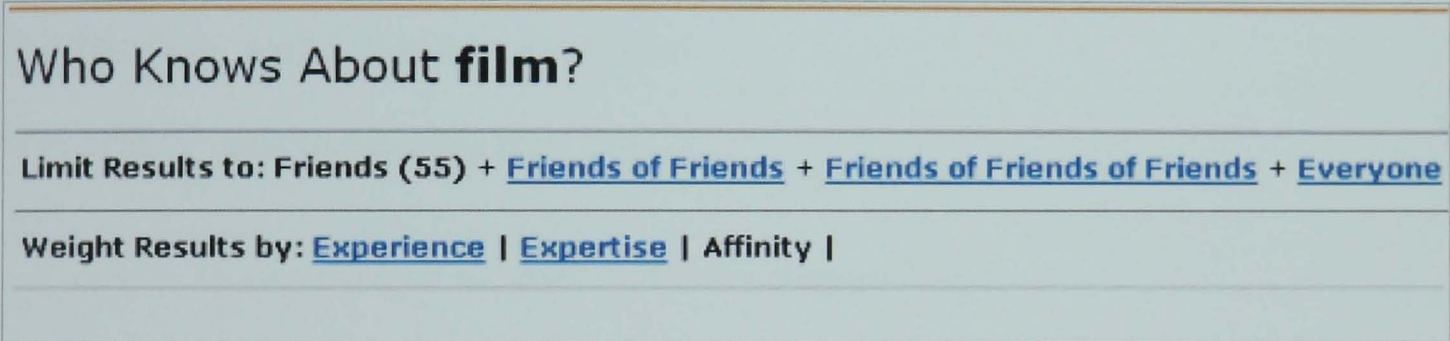 Who Knows About film?
Limit Results to: Friends (55) + Friends of Friends + Friends of Friends of Friends + Everyone
Weight Results by: Experience | Expertise | Affinity |